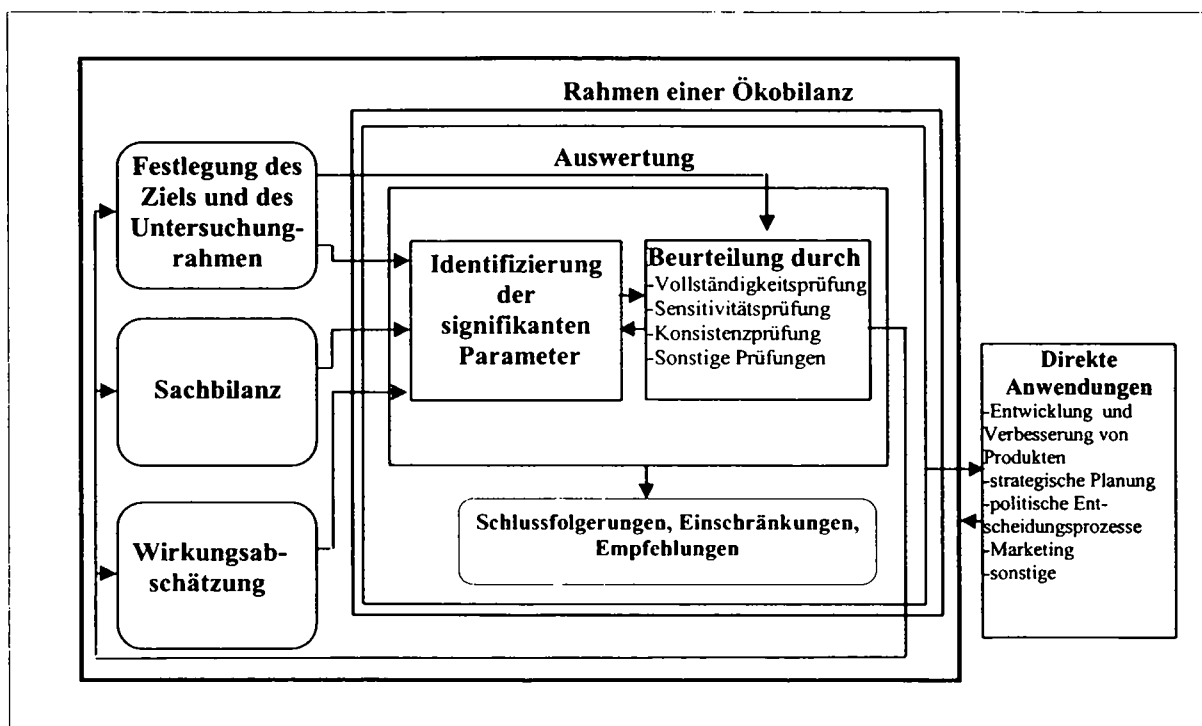 Rahmen einer Ökobilanz
Festlegung des
Ziels und des
Untersuchung-
rahmen
Auswertung
Identifizierung
der
signifikanten
Parameter
Beurteilung durch
-Vollständigkeitsprüfung
-Sensitivitätsprüfung
-Konsistenzprüfung
-Sonstige Prüfungen
Sachbilanz
Wirkungsab-
schätzung
Schlussfolgerungen, Einschränkungen,
Empfehlungen
Direkte
Anwendungen
-Entwicklung und
Verbesserung von
Produkten
-strategische Planung
-politische Ent-
scheidungsprozesse
-Marketing
-sonstige